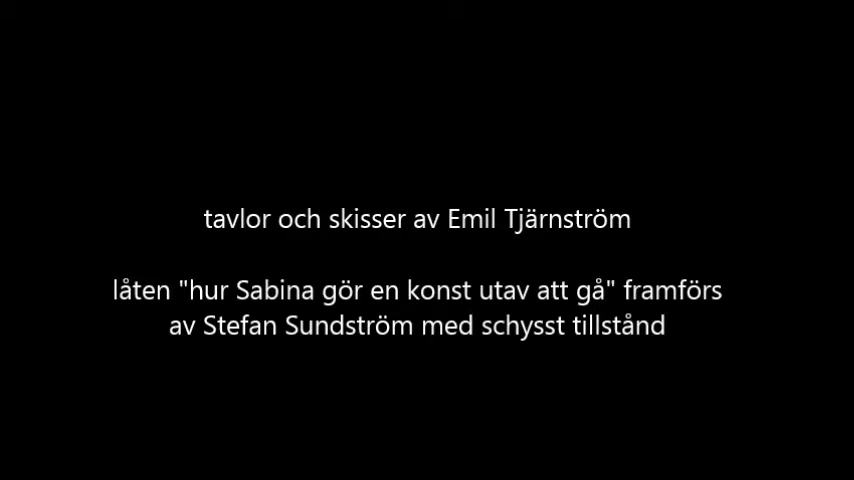 tavlor och skisser av Emil Tjärnström
låten "hur Sabina gör en konst utav att gå" framförs
av Stefan Sundström med schysst tillstånd